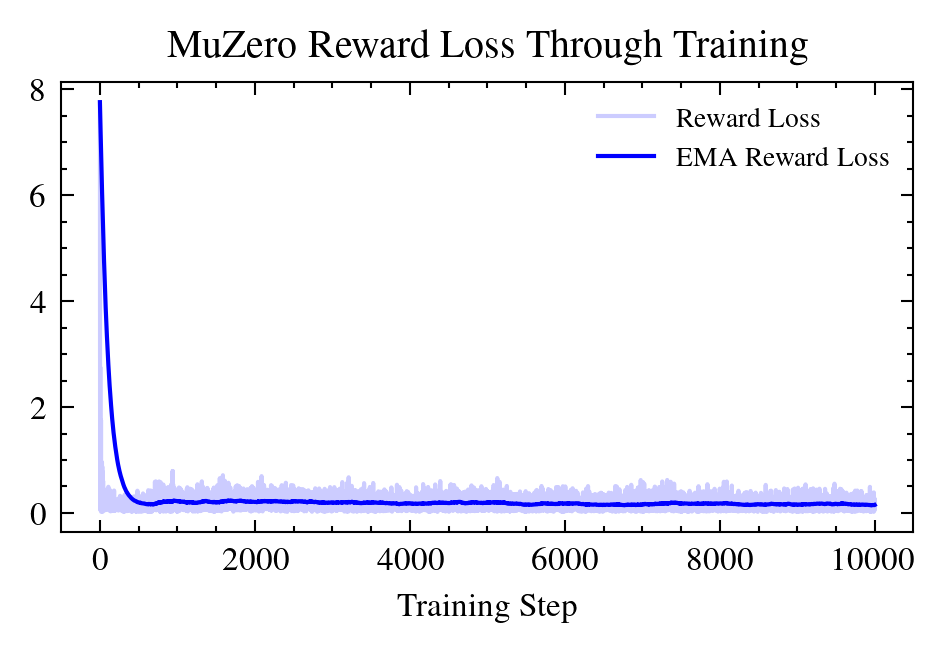 MuZero Reward Loss Through Training
8
6
4
2
0
Reward Loss
EMA Reward Loss
0 2000 4000 6000 8000 10000
Training Step